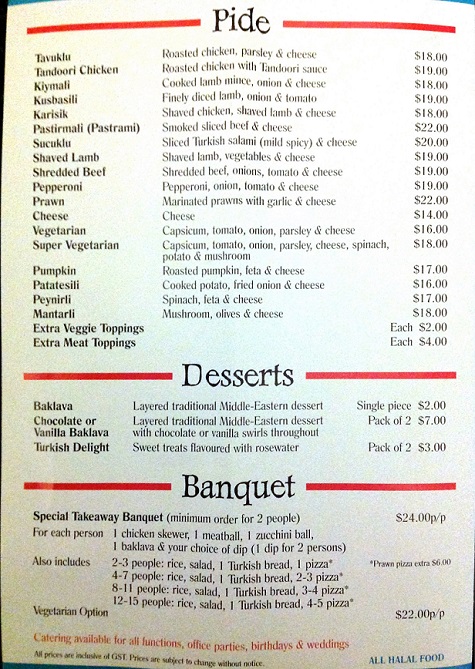 Pide
Tavuklu Roasted chicken, parsley & cheese $18.00
Tandoori Chicken Roasted chicken with Tandoori sauce $19.00
Kiymali Cooked lamb mince, onion & cheese $18.00
Kusbasili Finely diced lamb, onion & tomato $19.00
Karisik Shaved chicken, shaved lamb & cheese $18.00
Pastirmali (Pastrami) Smoked sliced beef & cheese $22.00
Sucuklu Sliced Turkish salami (mild spicy) & cheese $20.00
Shaved Lamb Shaved lamb, vegetables & cheese $19.00
Shredded Beef Shredded beef, onions, tomato & cheese $19.00
Pepperoni Pepperoni, onion, tomato & cheese $19.00
Prawn Marinated prawns with garlic & cheese $22.00
Cheese Cheese $14.00
Vegetarian Capsicum, tomato, onion, parsley & cheese $16.00
Super Vegetarian Capsicum, tomato, onion, parsley, cheese, spinach, $18.00
potato & mushroom
Pumpkin Roasted pumpkin, feta & cheese $17.00
Patatesili Cooked potato, fried onion & cheese $16.00
Peynirli Spinach, feta & cheese $17.00
Mantarli Mushroom, olives & cheese $18.00
Extra Veggie Toppings Each $2.00
Extra Meat Toppings Each $4.00
Desserts
Baklava Layered traditional Middle-Eastern dessert Single piece $2.00
Chocolate or Layered traditional Middle-Eastern dessert Pack of 2 $7.00
Vanilla Baklava with chocolate or vanilla swirls throughout
Turkish Delight Sweet treats flavoured with rosewater Pack of 2 $3.00
Banquet
Special Takeaway Banquet (minimum order for 2 people) $24.00p/p
For each person 1 chicken skewer, 1 meatball, 1 zucchini ball,
1 baklava & your choice of dip (1 dip for 2 persons)
Also includes 2-3 people: rice, salad, 1 Turkish bread, 1 pizza* *Prawn pizza extra $6.00
4-7 people: rice, salad, 1 Turkish bread, 2-3 pizza*
8-11 people: rice, salad, 1 Turkish bread, 3-4 pizza*
12-15 people: rice, salad, 1 Turkish bread, 4-5 pizza*
Vegetarian Option $22.00p/p
Catering available for all functions, office parties, birthdays & weddings
All prices are inclusive of GST. Prices are subject to change without notice.
ALL HALAL FOOD